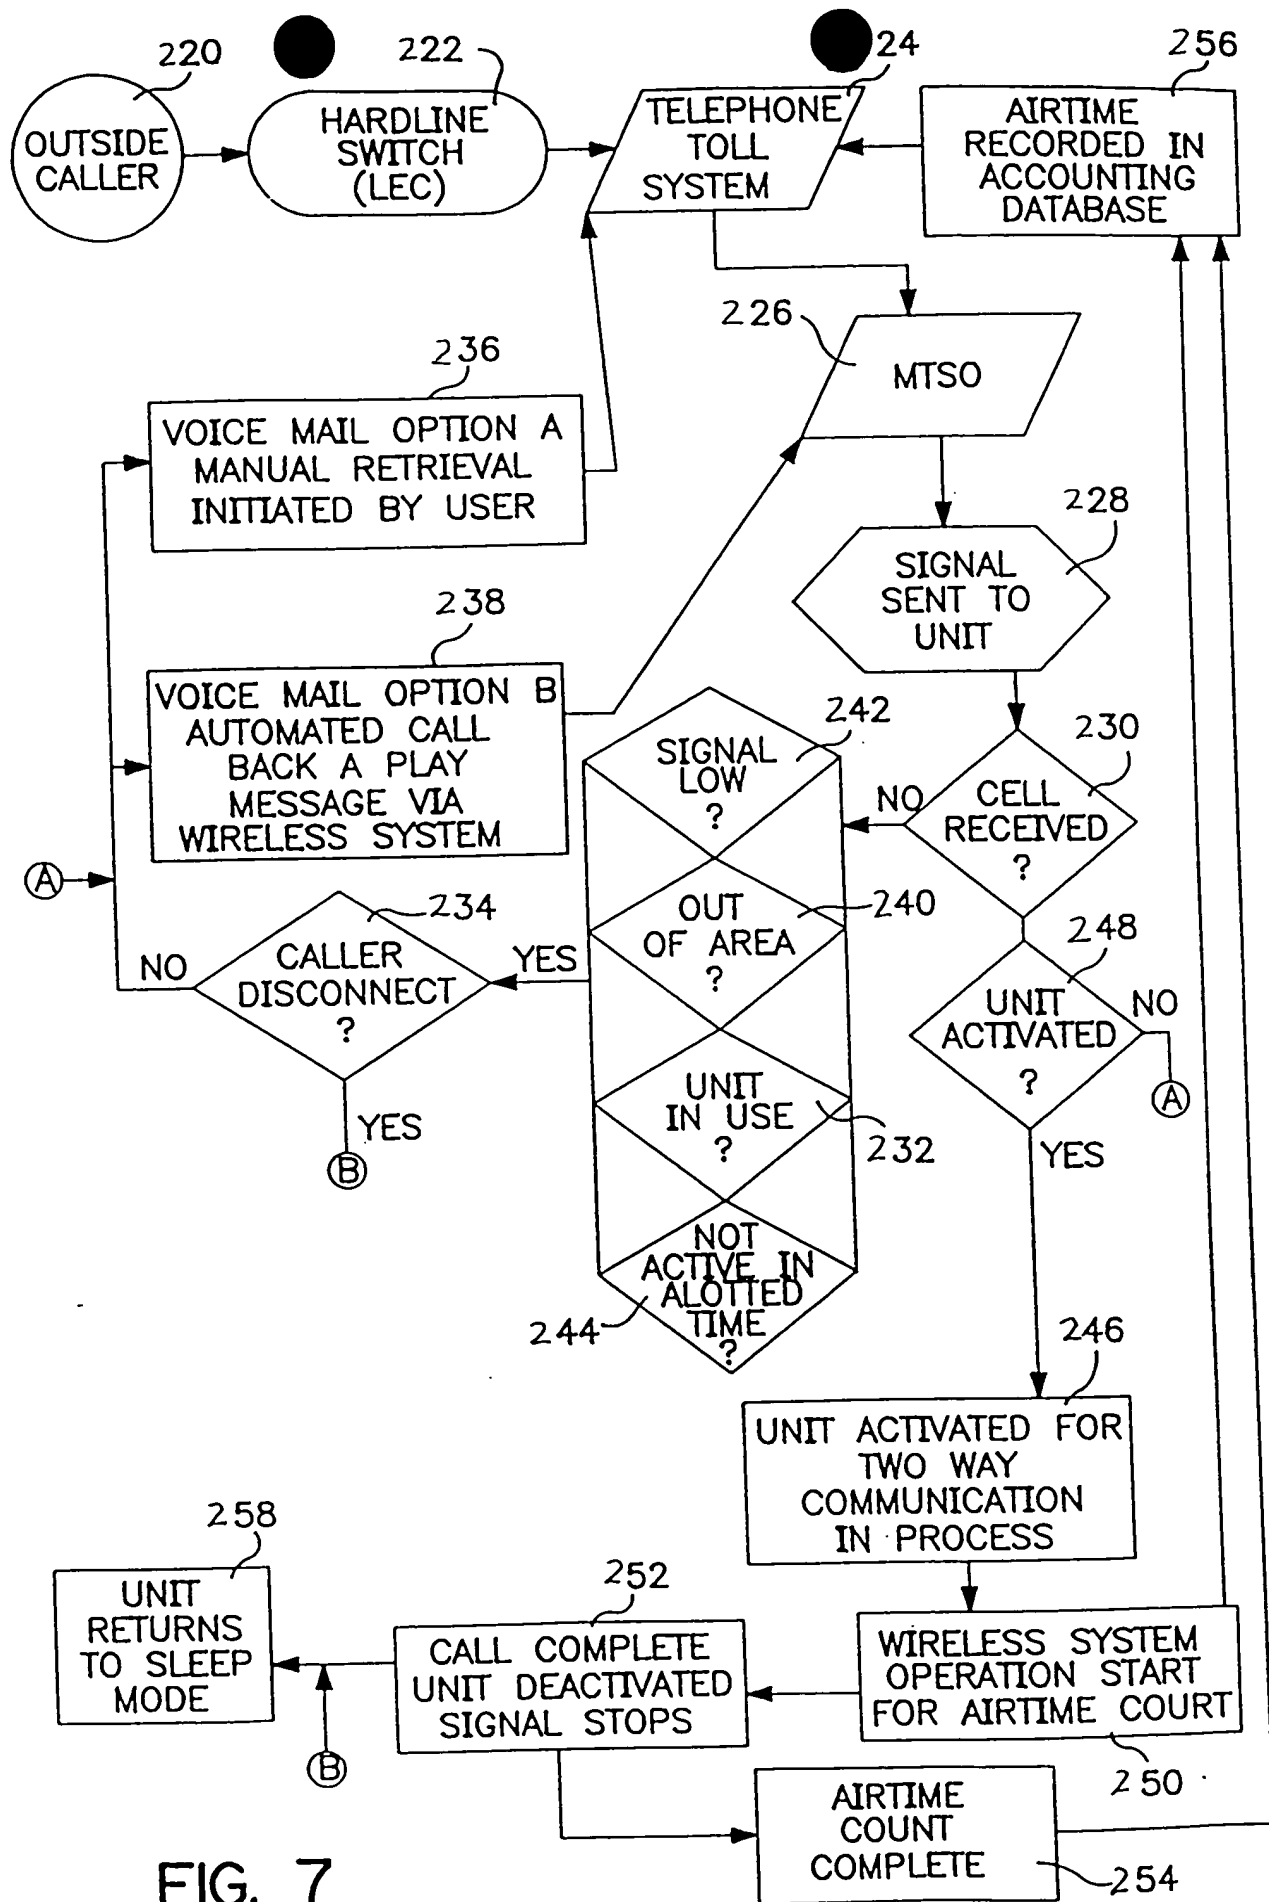 220
222
24
256
OUTSIDE
CALLER
HARDLINE
SWITCH
(LEC)
TELEPHONE
TOLL
SYSTEM
AIRTIME
RECORDED IN
ACCOUNTING
DATABASE
226
MTSO
236
VOICE MAIL OPTION A
MANUAL RETRIEVAL
INITIATED BY USER
228
SIGNAL
SENT TO
UNIT
238
VOICE MAIL OPTION B
AUTOMATED CALL
BACK A PLAY
MESSAGE VIA
WIRELESS SYSTEM
242
SIGNAL
LOW
?
230
NO
CELL
RECEIVED
?
A
234
NO
CALLER
DISCONNECT
?
YES
240
OUT
OF AREA
?
248
UNIT
ACTIVATED
?
NO
A
YES
B
UNIT
IN USE
?
232
YES
NOT
ACTIVE IN
ALOTTED
TIME
?
244
246
UNIT ACTIVATED FOR
TWO WAY
COMMUNICATION
IN PROCESS
258
UNIT
RETURNS
TO SLEEP
MODE
252
CALL COMPLETE
UNIT DEACTIVATED
SIGNAL STOPS
WIRELESS SYSTEM
OPERATION START
FOR AIRTIME COURT
B
250
AIRTIME
COUNT
COMPLETE
254
FIG. 7